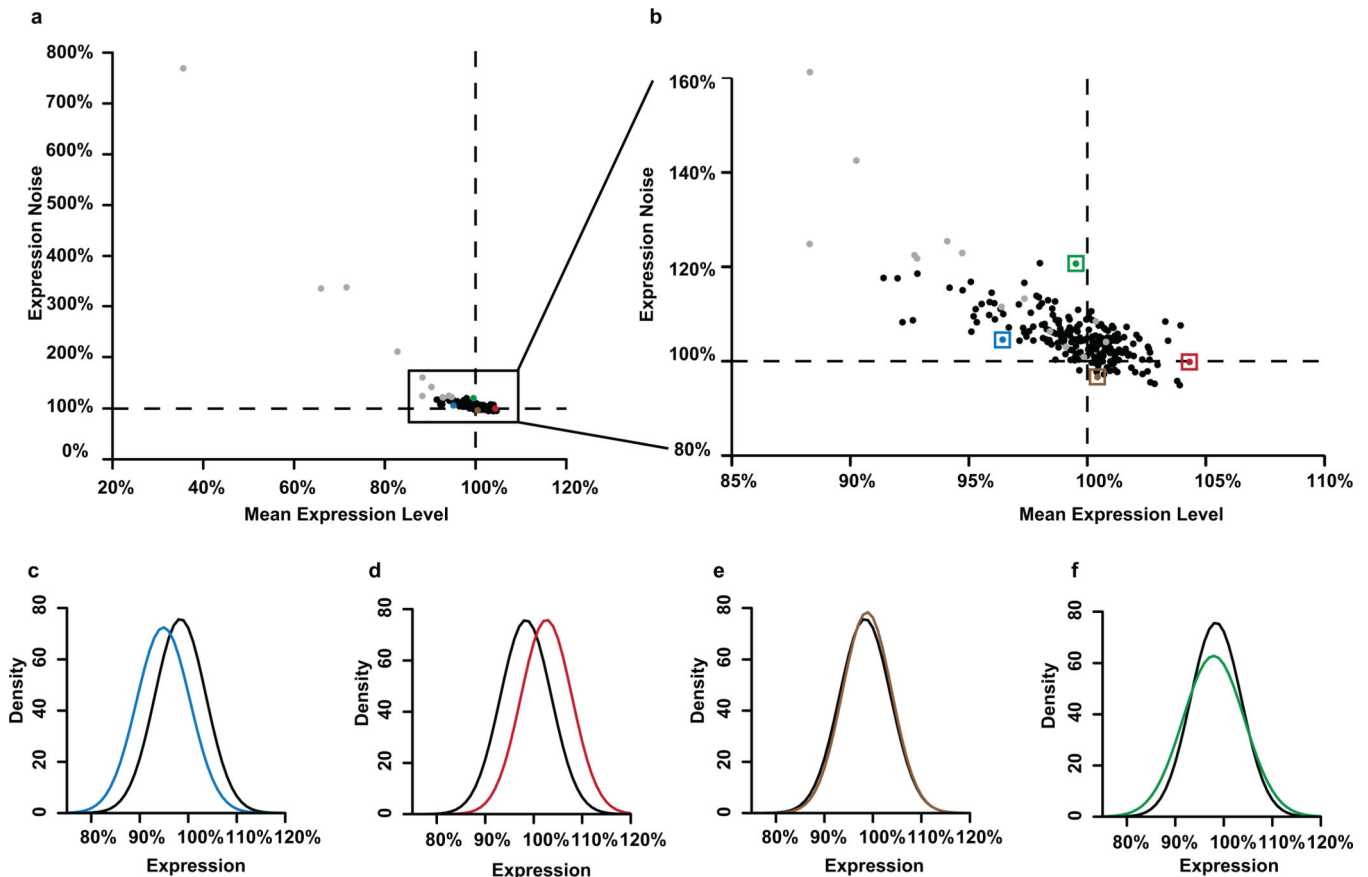 a
800%
700%
600%
500%
400%
300%
200%
100%
0%
Expression Noise
20% 40% 60% 80% 100% 120%
Mean Expression Level
b
160%
140%
120%
100%
80%
Expression Noise
85% 90% 95% 100% 105% 110%
Mean Expression Level
c
80
60
40
20
0
Density
80% 90% 100% 110% 120%
Expression
d
80
60
40
20
0
Density
80% 90% 100% 110% 120%
Expression
e
80
60
40
20
0
Density
80% 90% 100% 110% 120%
Expression
f
80
60
40
20
0
Density
80% 90% 100% 110% 120%
Expression